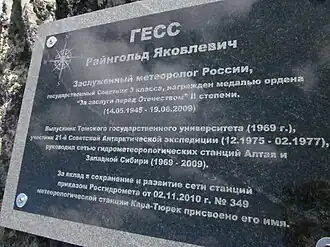 ГЕСС
Райнгольд Яковлевич
Заслуженный метеоролог России,
государственный Советник 3 класса, награжден медалью ордена
"За заслуги перед Отечеством" II степени.
(14.05.1945 - 19.06.2009)
Выпускник Томского государственного университета (1969 г.),
участник 21-й Советской Антарктической экспедиции (12.1975 - 02.1977),
руководил сетью гидрометеорологических станций Алтая и
Западной Сибири (1969 - 2009).
За вклад в сохранение и развитие сети станций
приказом Росгидромета от 02.11.2010 г. № 349
метеорологической станции Кара-Тюрек присвоено его имя.